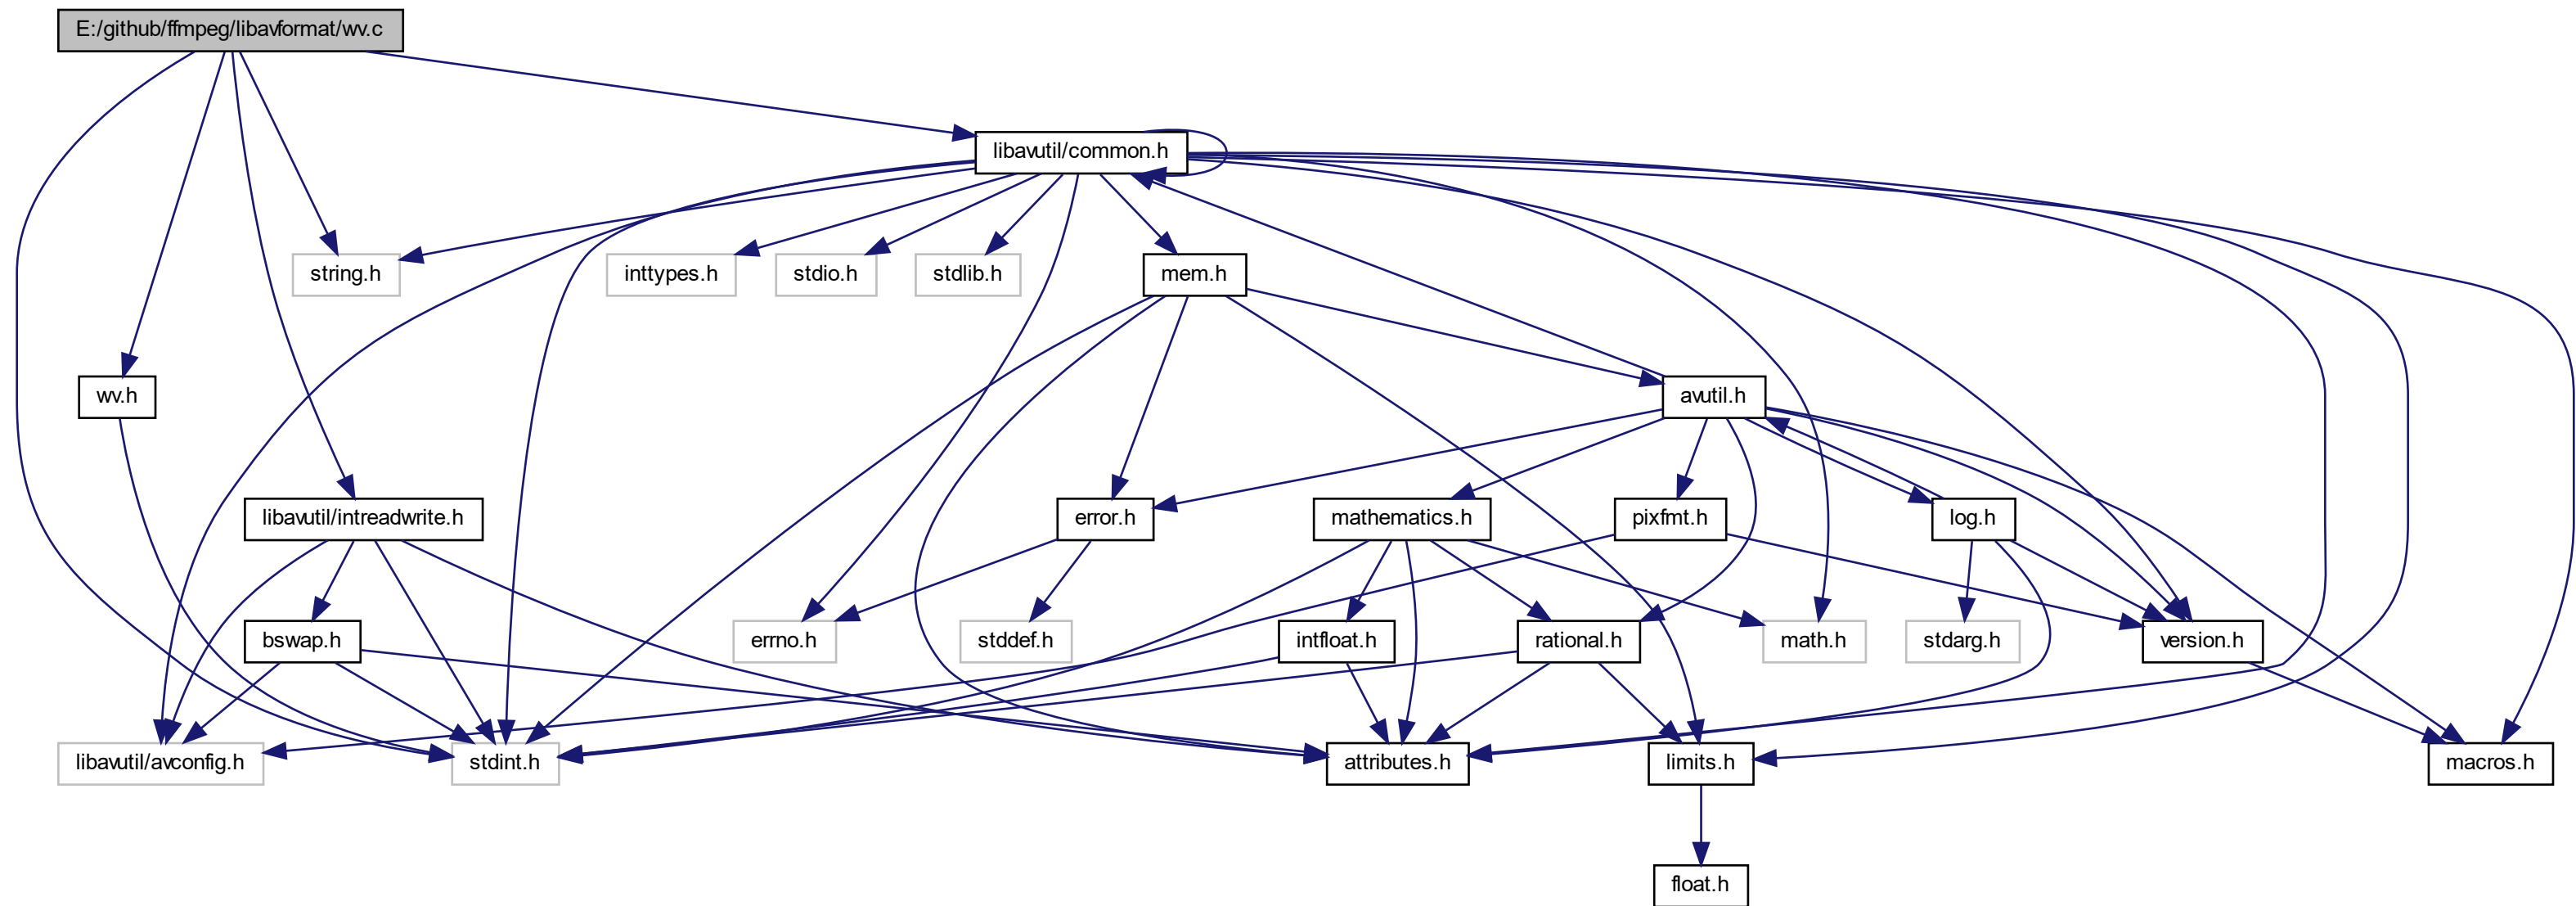 E:/github/ffmpeg/libavformat/wv.c
libavutil/common.h
string.h
inttypes.h
stdio.h
stdlib.h
mem.h
wv.h
avutil.h
libavutil/intreadwrite.h
error.h
mathematics.h
pixfmt.h
log.h
bswap.h
errno.h
stddef.h
intfloat.h
rational.h
math.h
stdarg.h
version.h
libavutil/avconfig.h
stdint.h
attributes.h
limits.h
macros.h
float.h